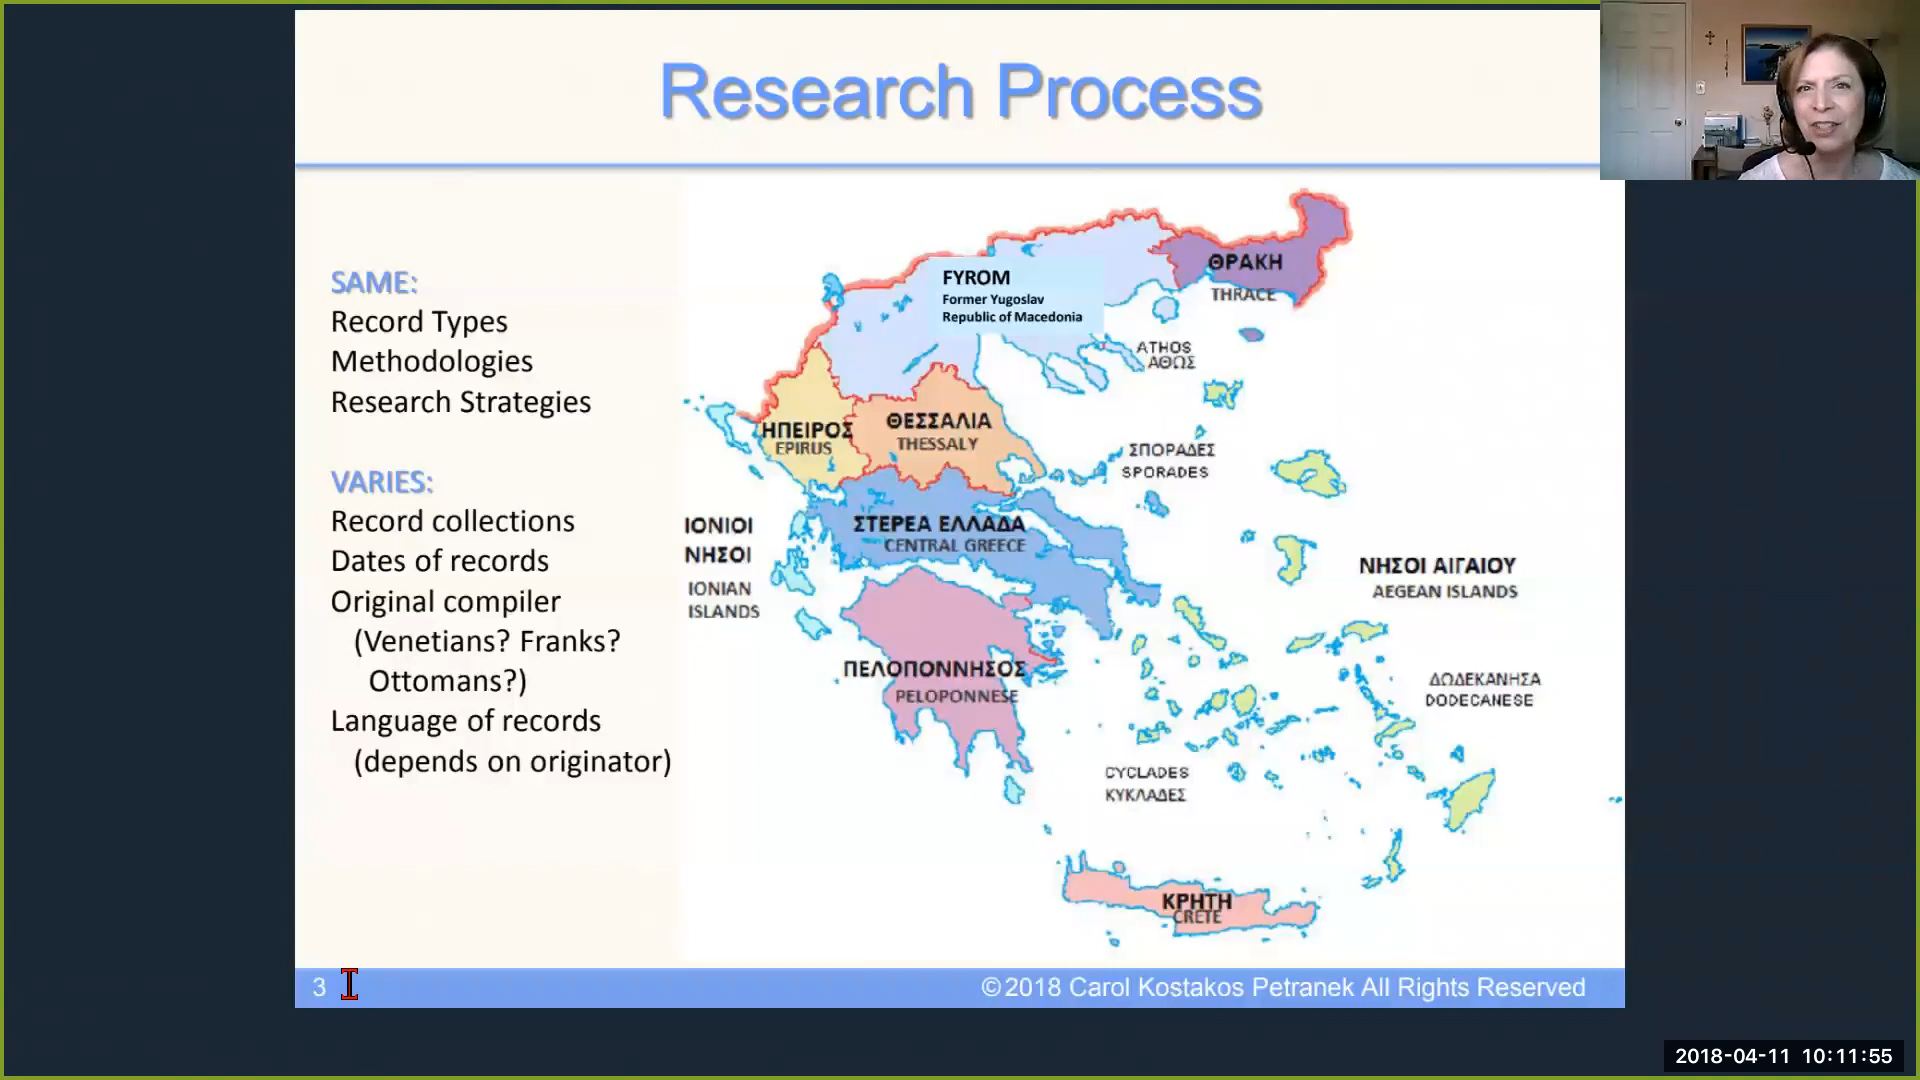 Research Process
SAME:
Record Types
Methodologies
Research Strategies
VARIES:
Record collections
Dates of records
Original compiler
(Venetians? Franks?
Ottomans?)
Language of records
(depends on originator)
FYROM
Former Yugoslav
Republic of Macedonia
ΘΡΑΚΗ
THRACE
ATHOS
ΑΘΩΣ
ΗΠΕΙΡΟΣ
EPIRUS
ΘΕΣΣΑΛΙΑ
THESSALY
ΣΠΟΡΑΔΕΣ
SPORADES
ΙΟΝΙΟΙ
ΝΗΣΟΙ
IONIAN
ISLANDS
ΣΤΕΡΕΑ ΕΛΛΑΔΑ
CENTRAL GREECE
ΝΗΣΟΙ ΑΙΓΑΙΟΥ
AEGEAN ISLANDS
ΠΕΛΟΠΟΝΝΗΣΟΣ
PELOPONNESE
ΔΩΔΕΚΑΝΗΣΑ
DODECANESE
CYCLADES
ΚΥΚΛΑΔΕΣ
ΚΡΗΤΗ
CRETE
3
©2018 Carol Kostakos Petranek All Rights Reserved
2018-04-11 10:11:55